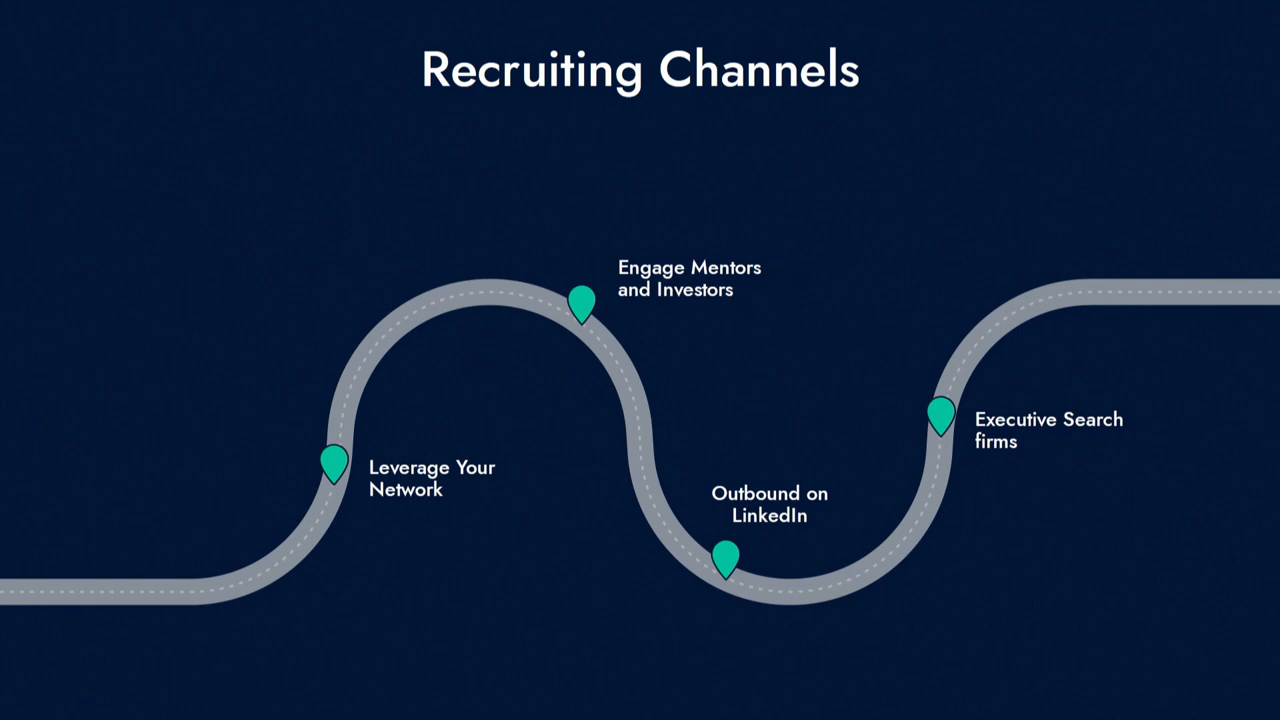 Recruiting Channels
Engage Mentors
and Investors
Executive Search
firms
Leverage Your
Network
Outbound on
LinkedIn